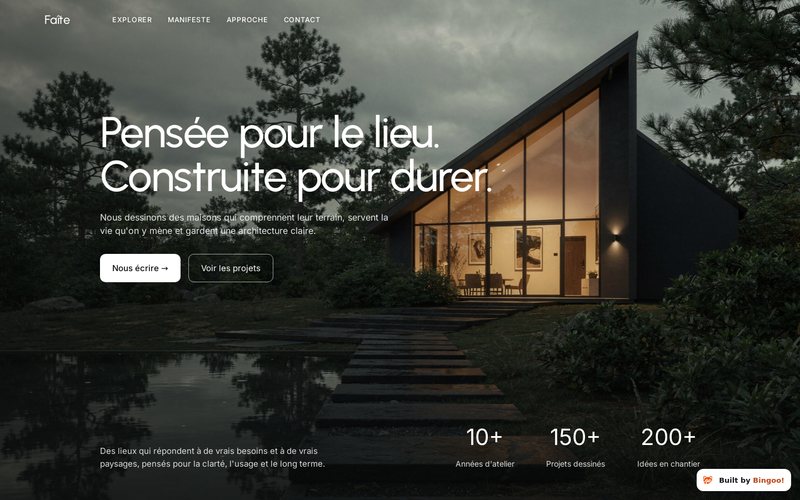 Faîte
EXPLORER
MANIFESTE
APPROCHE
CONTACT
Pensée pour le lieu.
Construite pour durer.
Nous dessinons des maisons qui comprennent leur terrain, servent la
vie qu'on y mène et gardent une architecture claire.
Nous écrire →
Voir les projets
Des lieux qui répondent à de vrais besoins et à de vrais
paysages, pensés pour la clarté, l'usage et le long terme.
10+
Années d'atelier
150+
Projets dessinés
200+
Idées en chantier
Built by Bingoo!